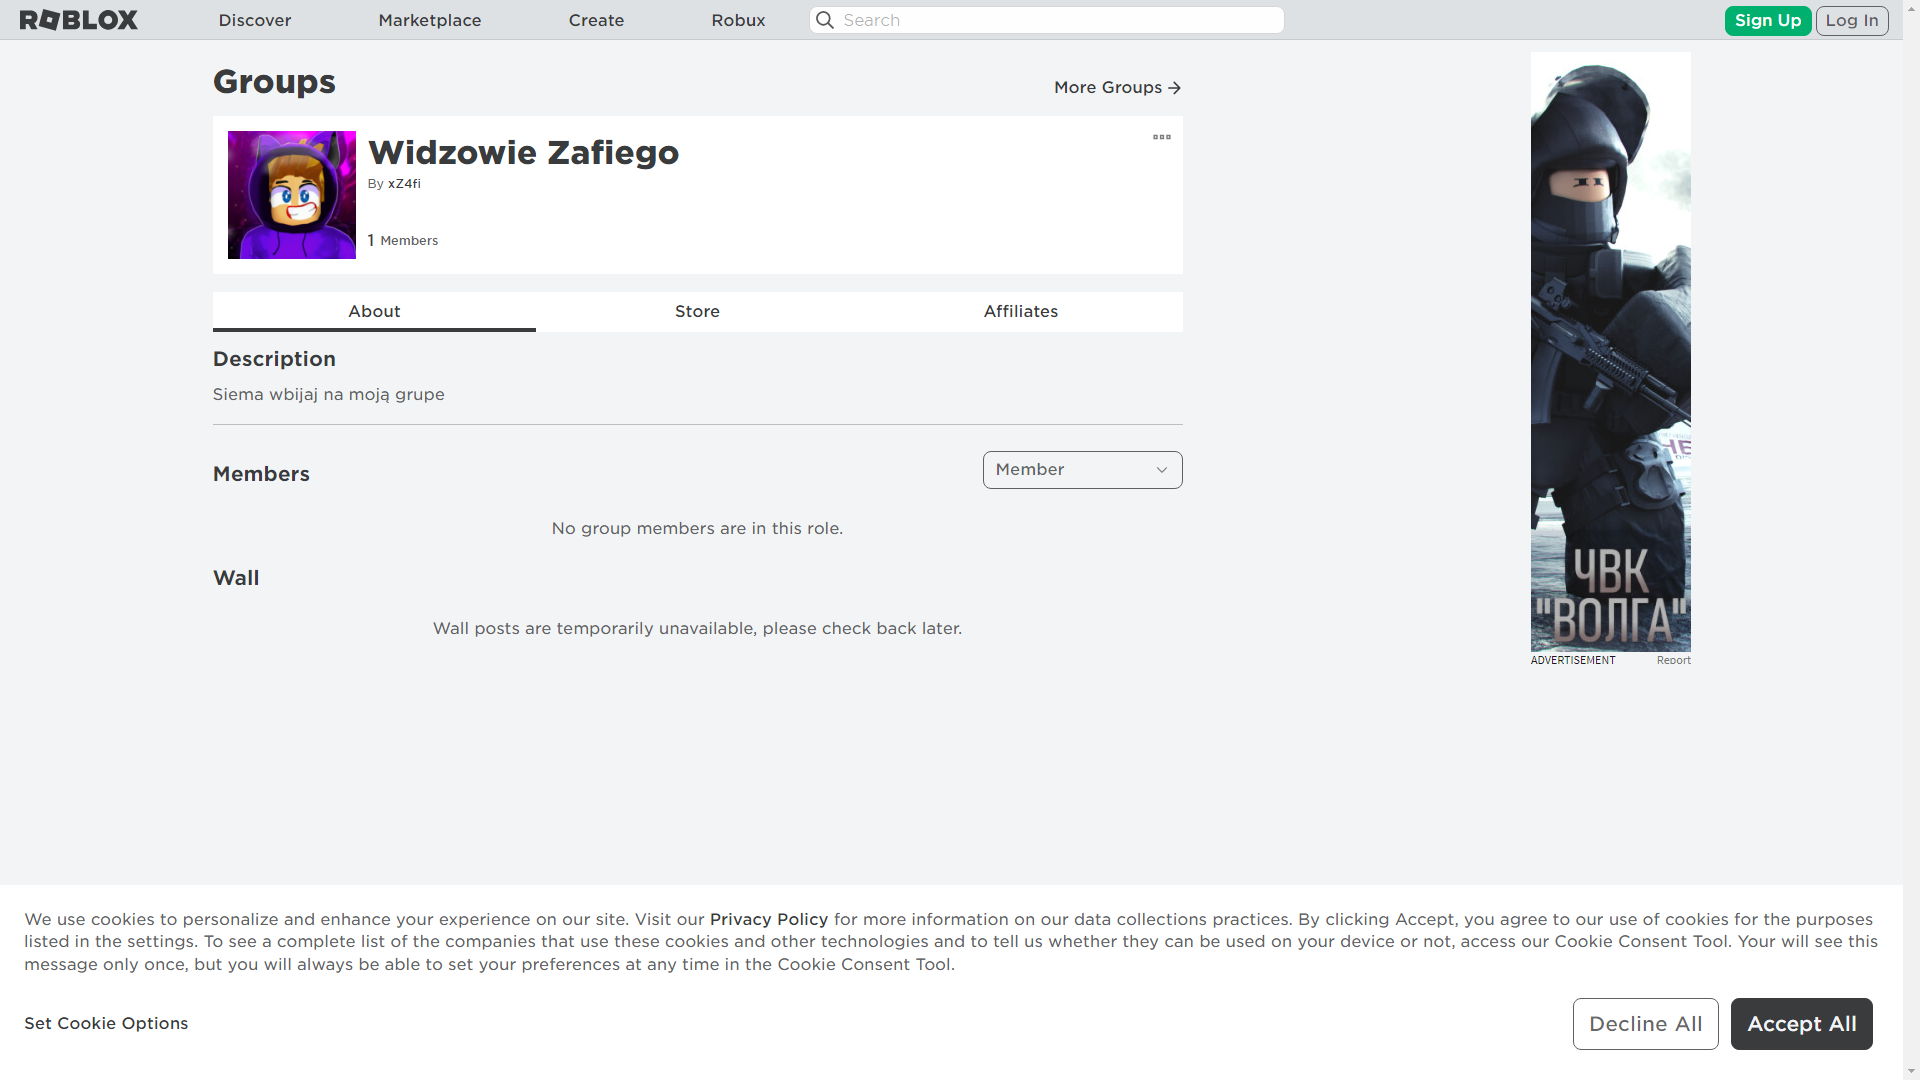 ROBLOX
Discover
Marketplace
Create
Robux
Search
Sign Up
Log In
Groups
More Groups
Widzowie Zafiego
By xZ4fi
1 Members
About
Store
Affiliates
Description
Siema wbijaj na moją grupe
Members
Member
No group members are in this role.
Wall
Wall posts are temporarily unavailable, please check back later.
ЧВК
"ВОЛГА"
ADVERTISEMENT
Report
We use cookies to personalize and enhance your experience on our site. Visit our Privacy Policy for more information on our data collections practices. By clicking Accept, you agree to our use of cookies for the purposes
listed in the settings. To see a complete list of the companies that use these cookies and other technologies and to tell us whether they can be used on your device or not, access our Cookie Consent Tool. Your will see this
message only once, but you will always be able to set your preferences at any time in the Cookie Consent Tool.
Set Cookie Options
Decline All
Accept All